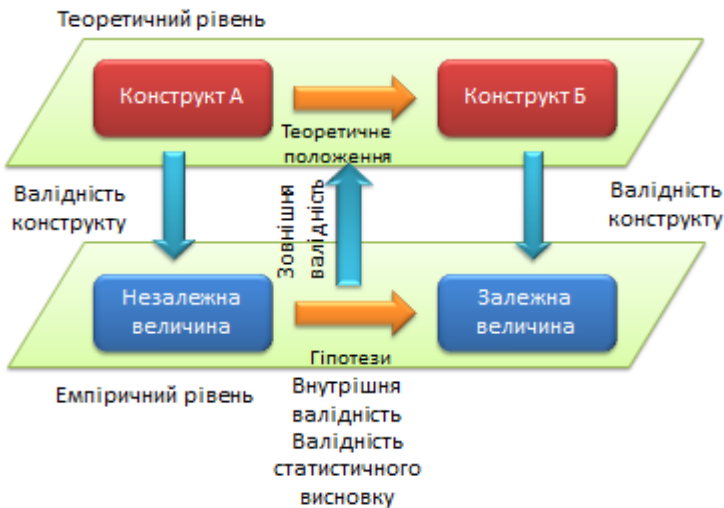 Теоретичний рівень
Конструкт А
Конструкт Б
Теоретичне
положення
Валідність
конструкту
Зовнішня
валідність
Валідність
конструкту
Незалежна
величина
Залежна
величина
Гіпотези
Емпіричний рівень
Внутрішня
валідність
Валідність
статистичного
висновку